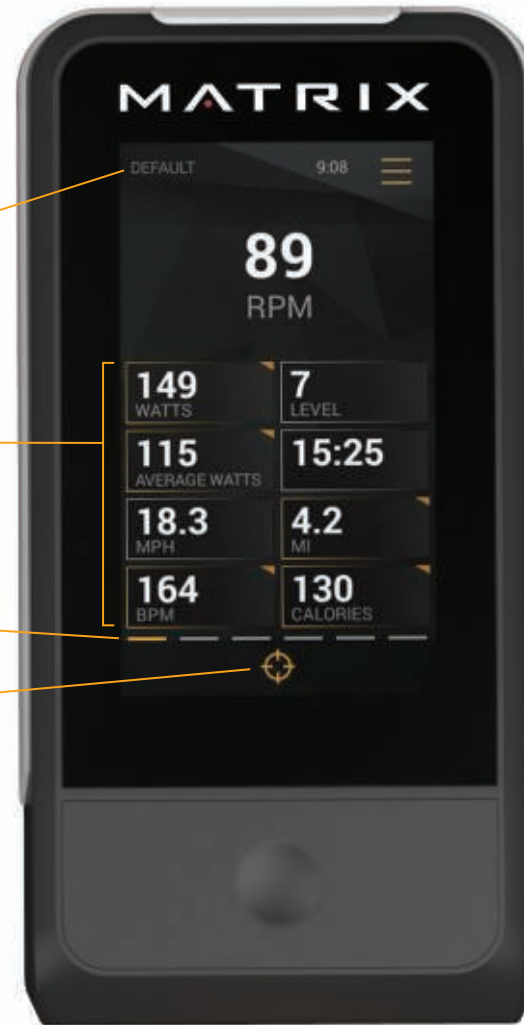 MATRIX
DEFAULT 9:08
89
RPM
149 7
WATTS LEVEL
115 15:25
AVERAGE WATTS
18.3 4.2
MPH MI
164 130
BPM CALORIES